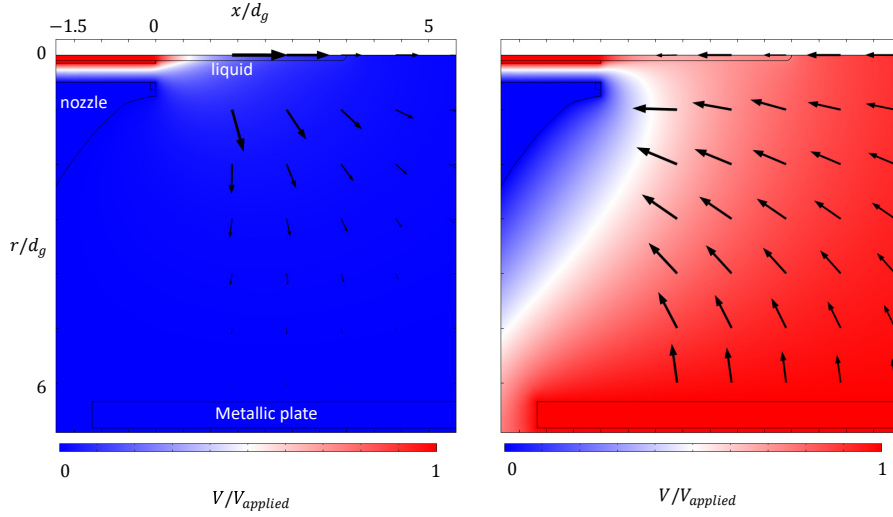 x/d_g
−1.5 0 5
0
liquid
nozzle
r/d_g
6
Metallic plate
0 1
V/V_applied
0 1
V/V_applied